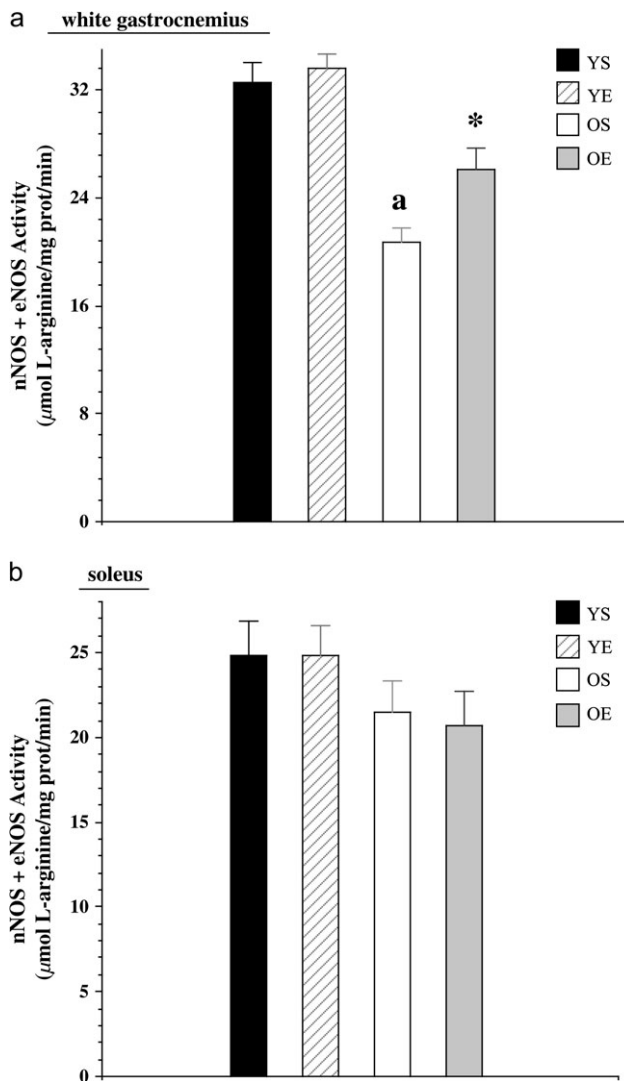 a
white gastrocnemius
YS
YE
OS
OE
32
24
16
8
0
nNOS + eNOS Activity
(μmol L-arginine/mg prot/min)
a
*
b
soleus
YS
YE
OS
OE
25
20
15
10
5
0
nNOS + eNOS Activity
(μmol L-arginine/mg prot/min)